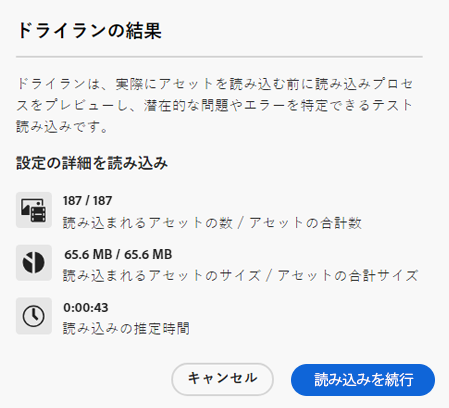 ドライランの結果
ドライランは、実際にアセットを読み込む前に読み込みプロセ
スをプレビューし、潜在的な問題やエラーを特定できるテスト
読み込みです。
設定の詳細を読み込み
187 / 187
読み込まれるアセットの数 / アセットの合計数
65.6 MB / 65.6 MB
読み込まれるアセットのサイズ / アセットの合計サイズ
0:00:43
読み込みの推定時間
キャンセル
読み込みを続行